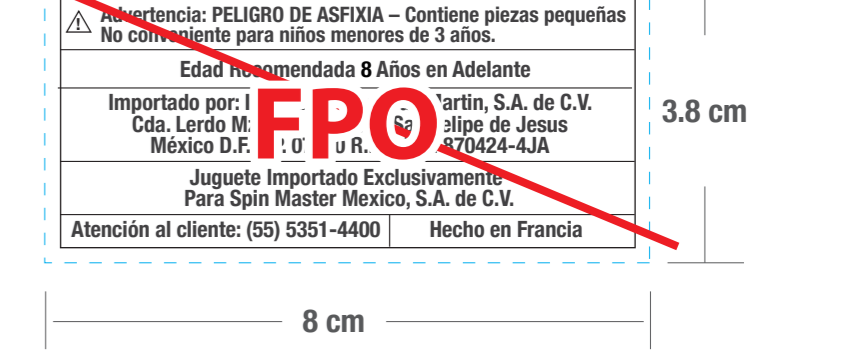 Advertencia: PELIGRO DE ASFIXIA – Contiene piezas pequeñas
No conveniente para niños menores de 3 años.
Edad Recomendada 8 Años en Adelante
Importado por: Martin, S.A. de C.V.
Cda. Lerdo Felipe de Jesus
México D.F. 870424-4JA
FPO
Juguete Importado Exclusivamente
Para Spin Master Mexico, S.A. de C.V.
Atención al cliente: (55) 5351-4400 Hecho en Francia
3.8 cm
8 cm